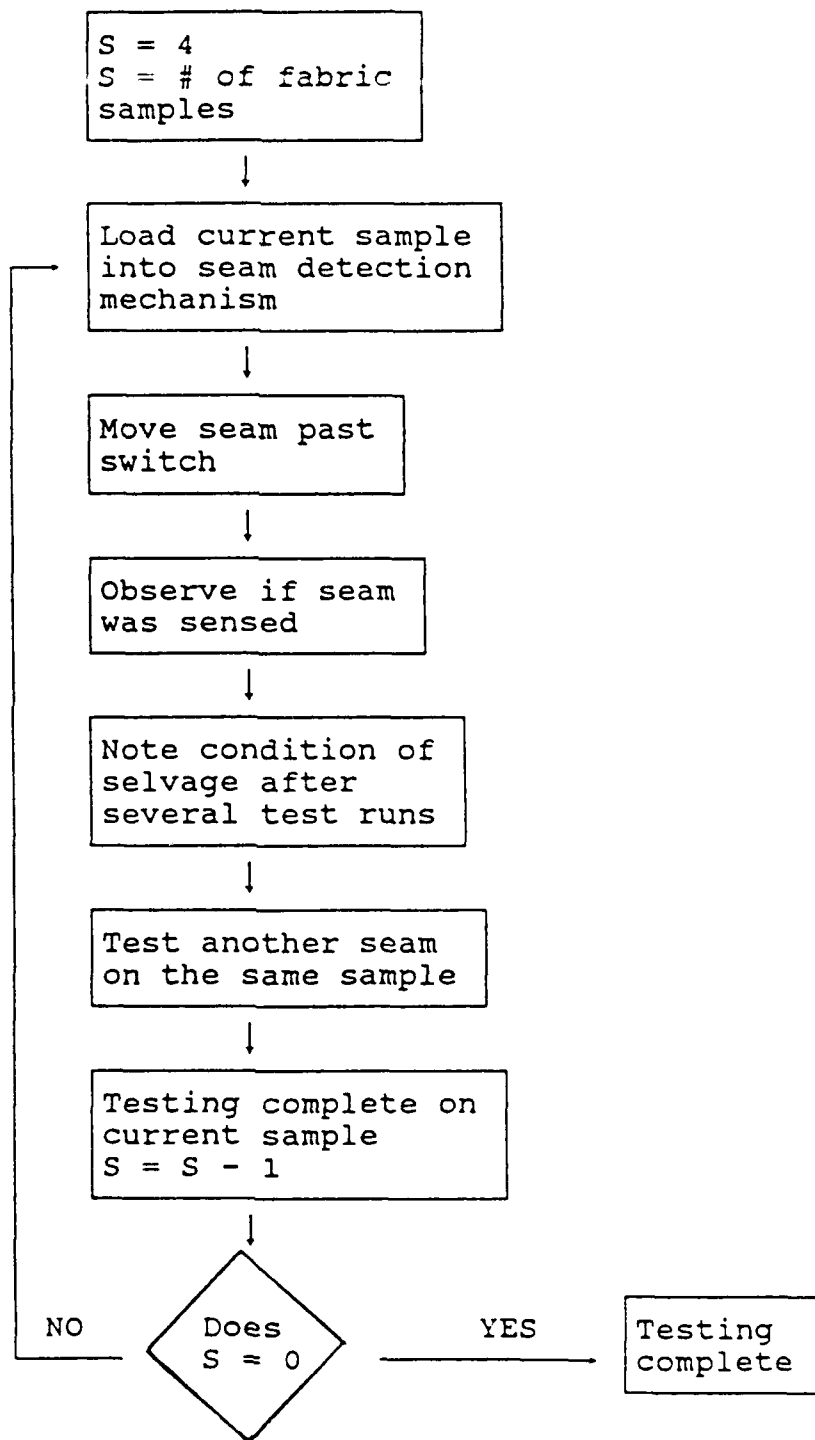 S = 4
S = # of fabric
samples
Load current sample
into seam detection
mechanism
Move seam past
switch
Observe if seam
was sensed
Note condition of
selvage after
several test runs
Test another seam
on the same sample
Testing complete on
current sample
S = S - 1
Does
S = 0
NO
YES
Testing
complete